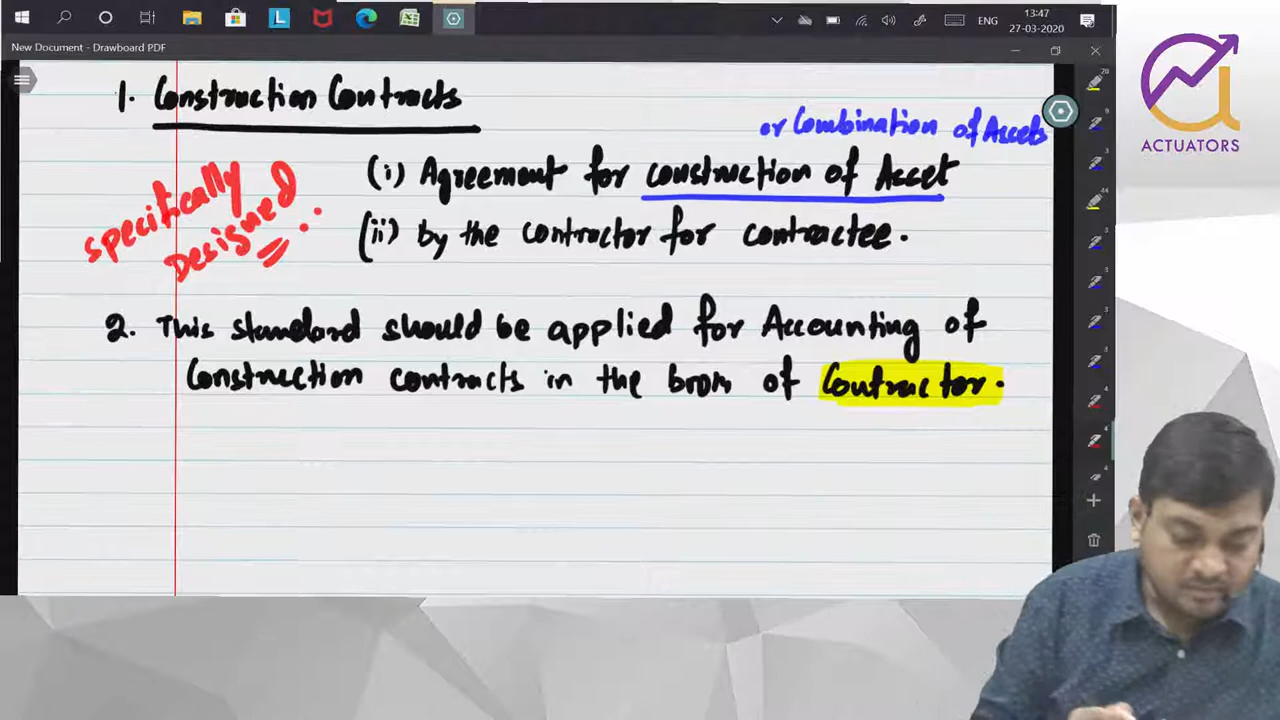 13:47
ENG
27-03-2020
New Document - Drawboard PDF
1. Construction Contracts
or Combination of Assets
(i) Agreement for construction of Asset
specifically
Designed
(ii) by the contractor for contractee.
2. This standard should be applied for Accounting of
Construction contracts in the book of Contractor.
ACTUATORS